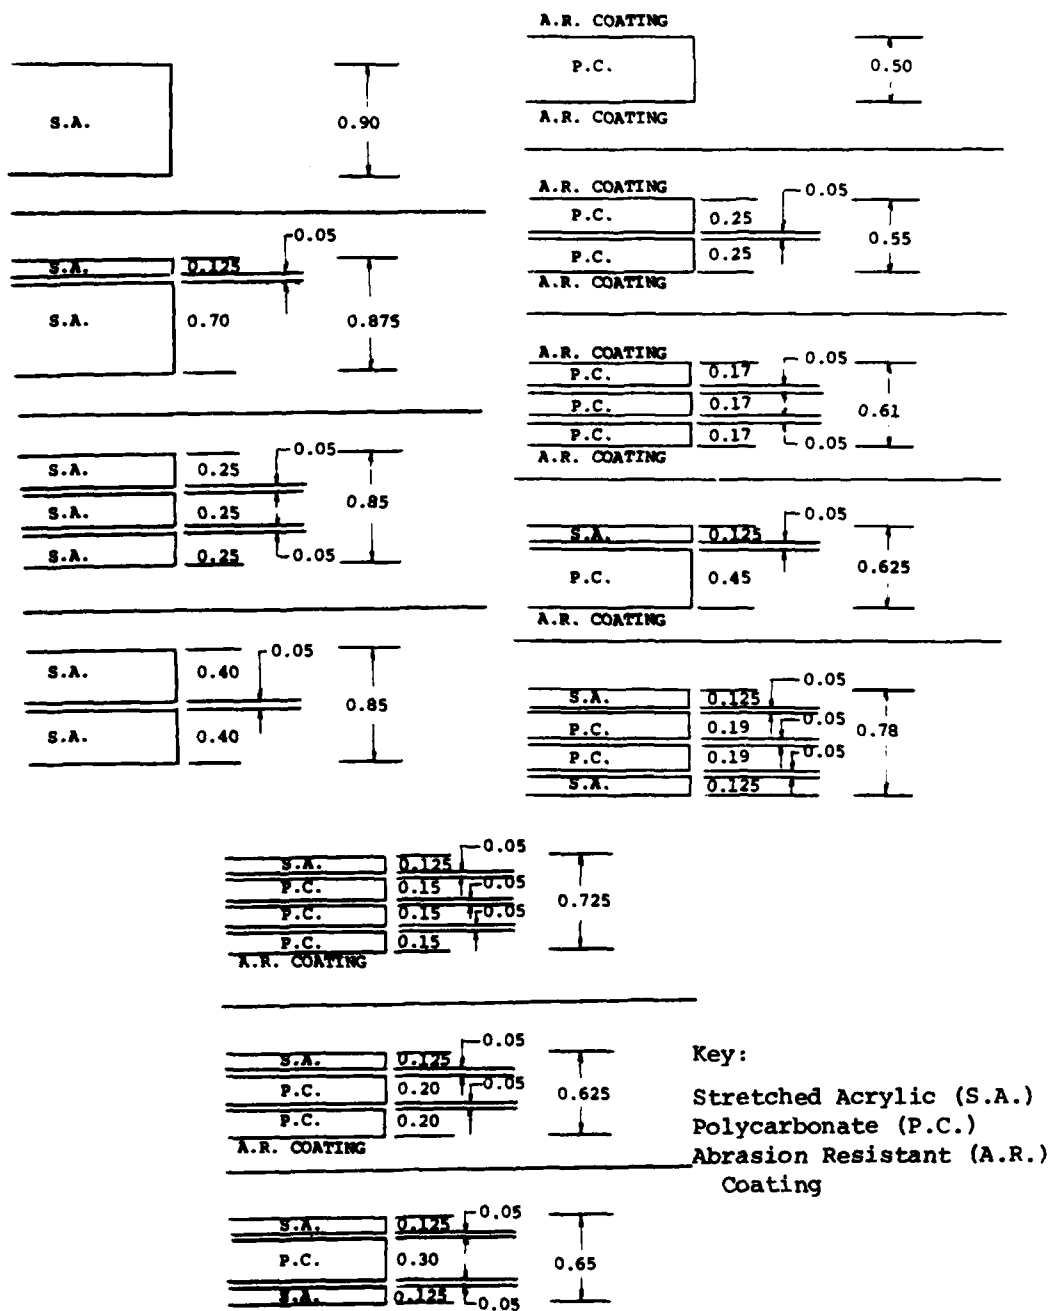 S.A.
0.90
S.A.
0.125
0.05
S.A.
0.70
0.875
S.A.
0.25
0.05
S.A.
0.25
0.85
S.A.
0.25
0.05
S.A.
0.40
0.05
0.85
S.A.
0.40
A.R. COATING
P.C.
0.50
A.R. COATING
A.R. COATING
0.05
P.C.
0.25
0.55
P.C.
0.25
A.R. COATING
A.R. COATING
0.05
P.C.
0.17
P.C.
0.17
0.61
P.C.
0.17
0.05
A.R. COATING
0.05
S.A.
0.125
P.C.
0.45
0.625
A.R. COATING
0.05
S.A.
0.125
P.C.
0.19
0.05
0.78
P.C.
0.19
0.05
S.A.
0.125
0.05
S.A.
0.125
P.C.
0.15
0.05
0.725
P.C.
0.15
0.05
P.C.
0.15
A.R. COATING
0.05
S.A.
0.125
P.C.
0.20
0.05
0.625
P.C.
0.20
A.R. COATING
0.05
S.A.
0.125
P.C.
0.30
0.65
S.A.
0.125
0.05
Key:
Stretched Acrylic (S.A.)
Polycarbonate (P.C.)
Abrasion Resistant (A.R.)
Coating